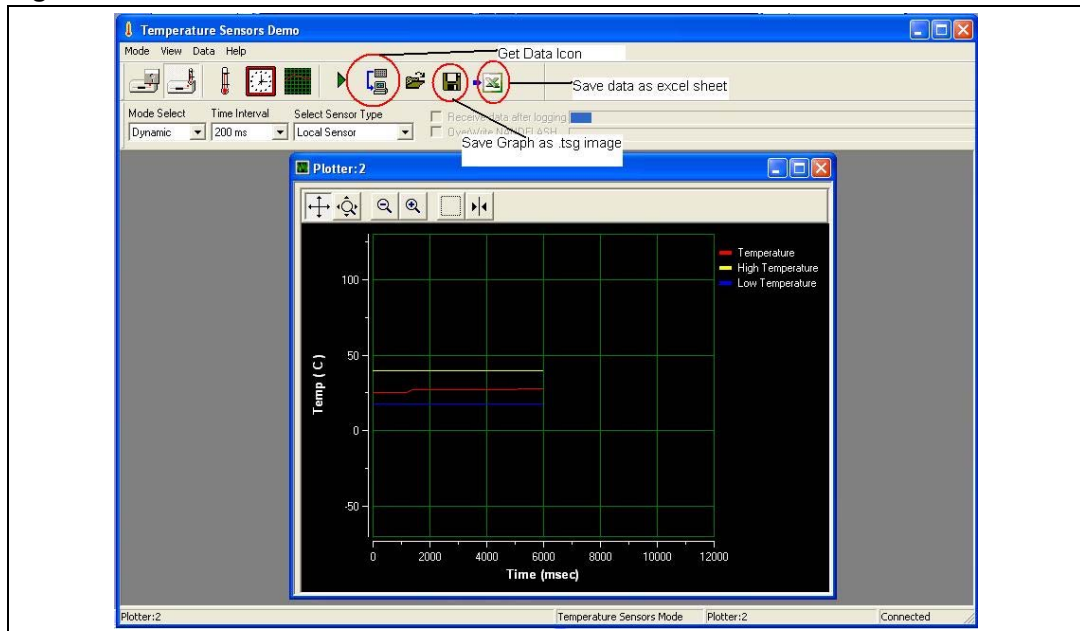 Temperature Sensors Demo
Mode View Data Help
Get Data Icon
Save data as excel sheet
Mode Select Time Interval Select Sensor Type
Receive data after logging
Dynamic 200 ms Local Sensor
OverWrite NANDFLASH
Save Graph as .tsg image
Plotter:2
Temperature
High Temperature
Low Temperature
100
50
0
-50
Temp ( C )
0 2000 4000 6000 8000 10000 12000
Time (msec)
Plotter:2 Temperature Sensors Mode Plotter:2 Connected